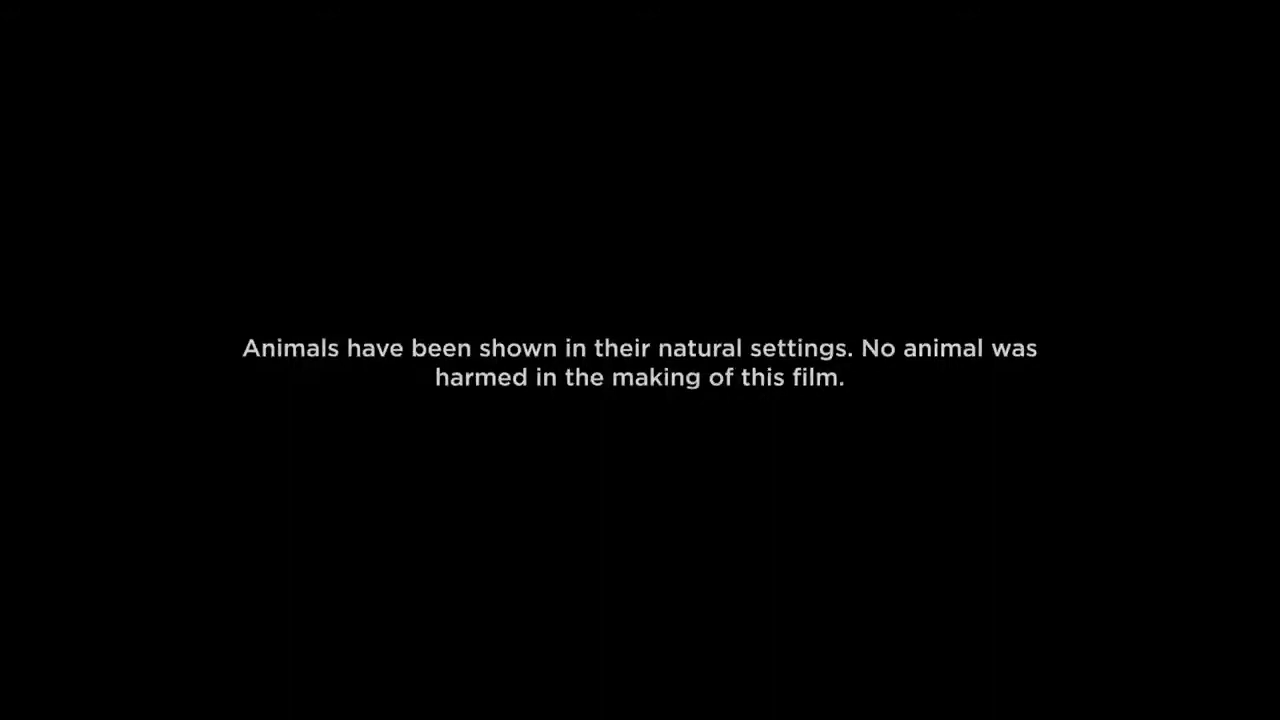 Animals have been shown in their natural settings. No animal was
harmed in the making of this film.